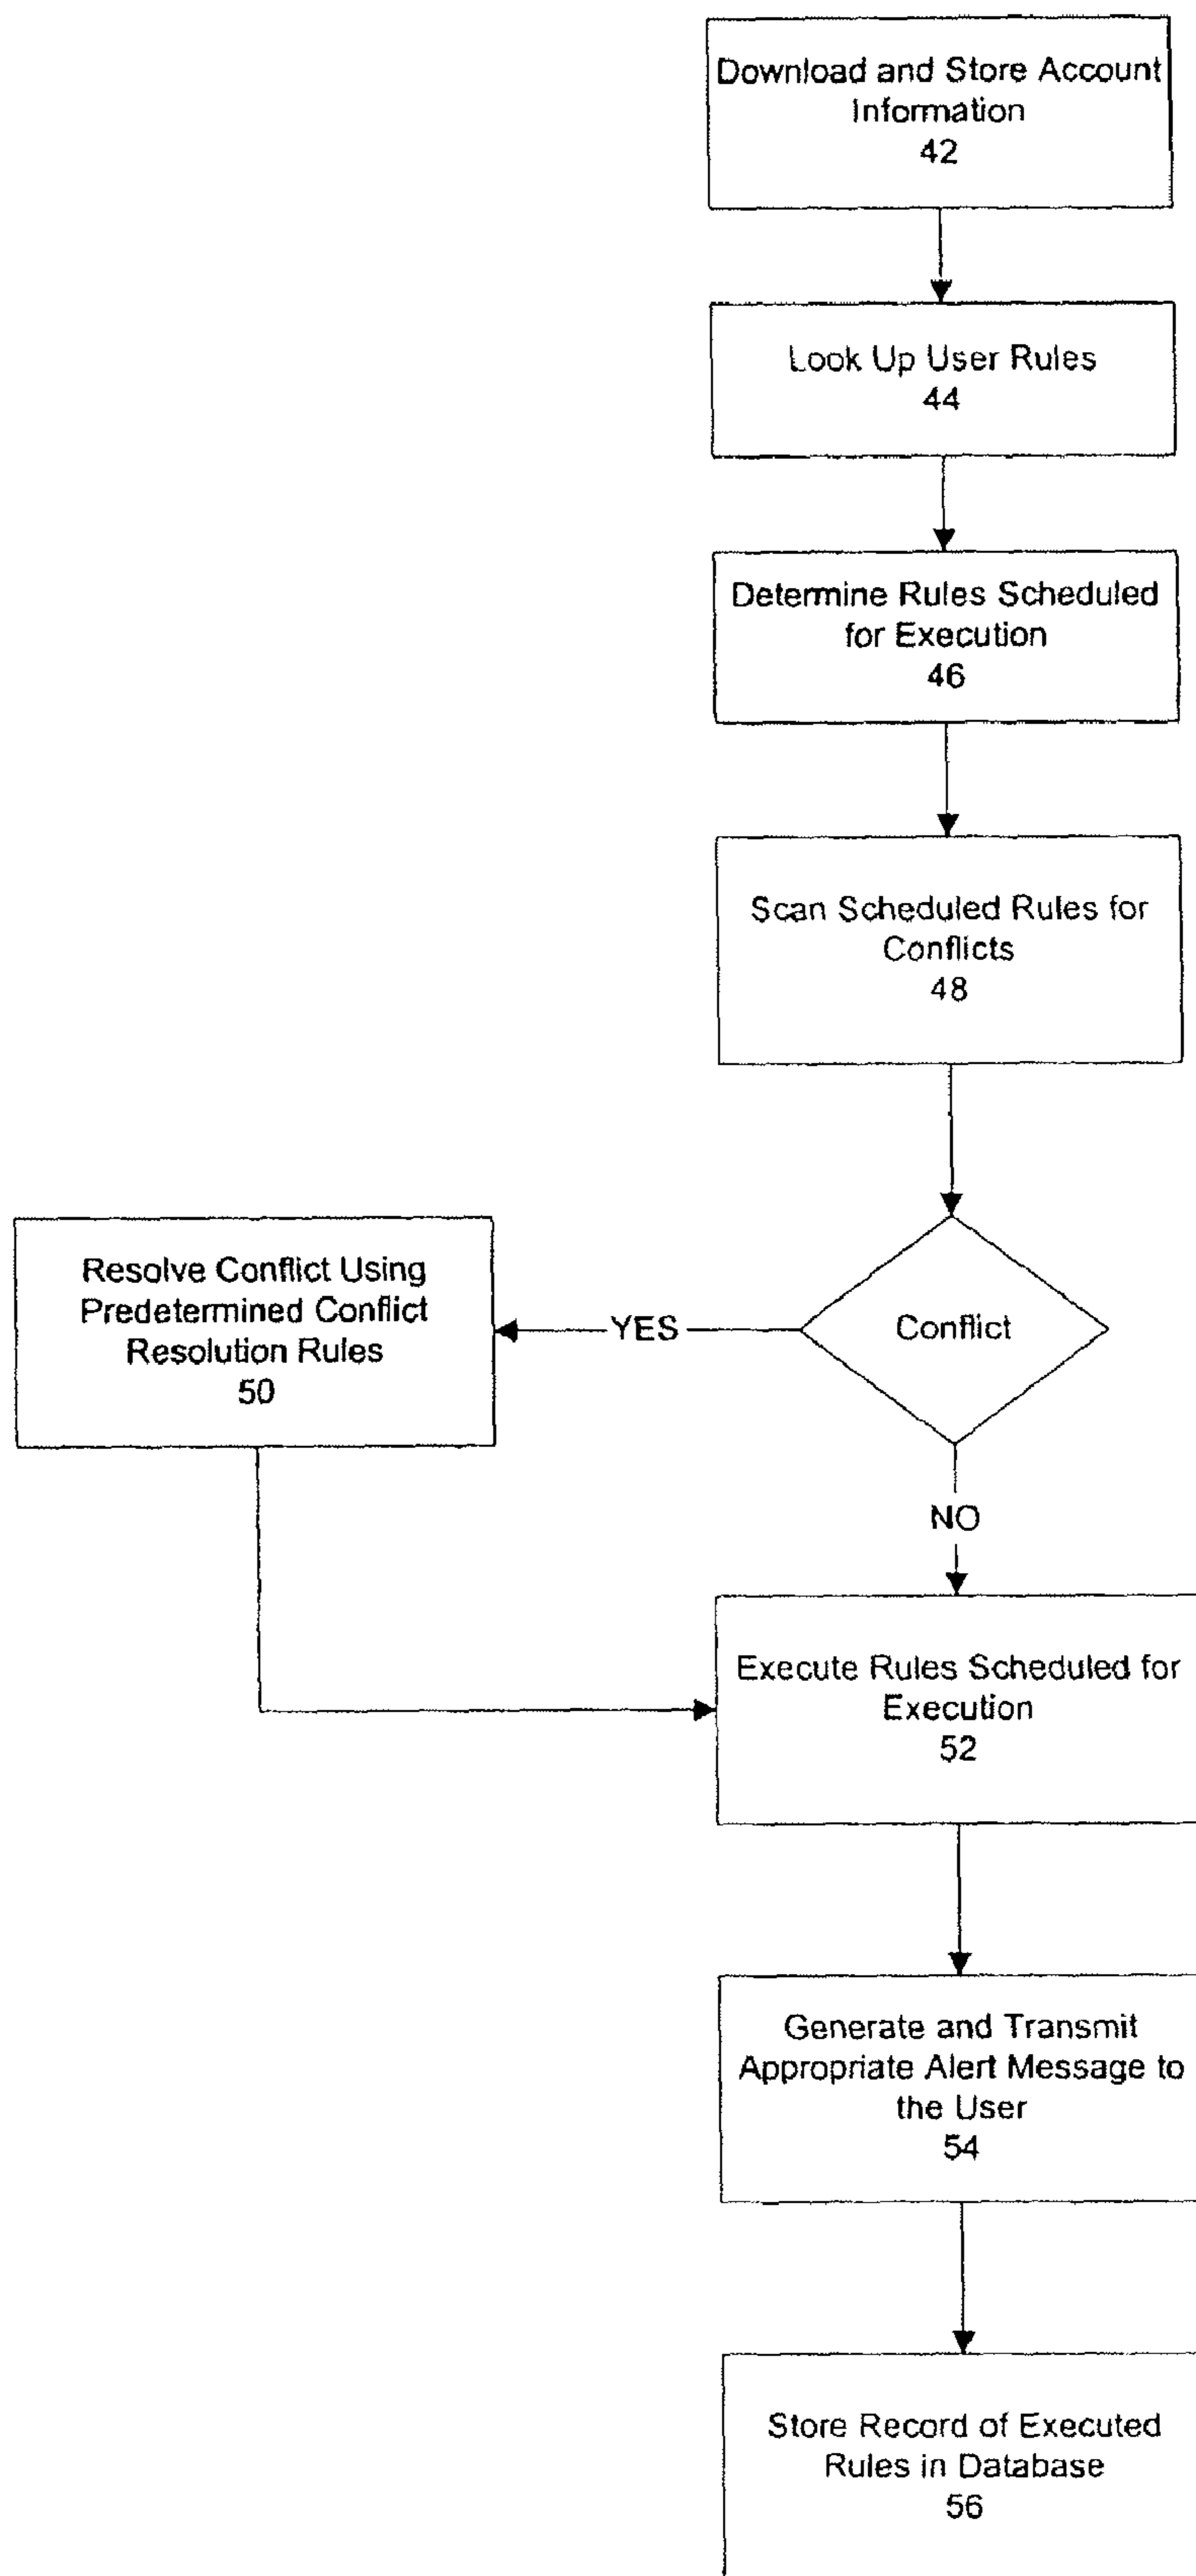 Download and Store Account
Information
42
Look Up User Rules
44
Determine Rules Scheduled
for Execution
46
Scan Scheduled Rules for
Conflicts
48
Conflict
YES
Resolve Conflict Using
Predetermined Conflict
Resolution Rules
50
NO
Execute Rules Scheduled for
Execution
52
Generate and Transmit
Appropriate Alert Message to
the User
54
Store Record of Executed
Rules in Database
56